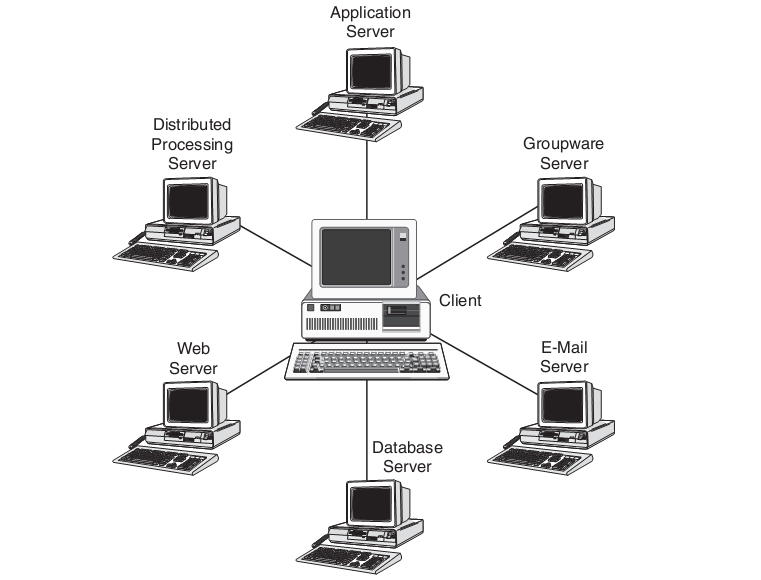 Application
Server
Distributed
Processing
Server
Groupware
Server
Client
Web
Server
E-Mail
Server
Database
Server